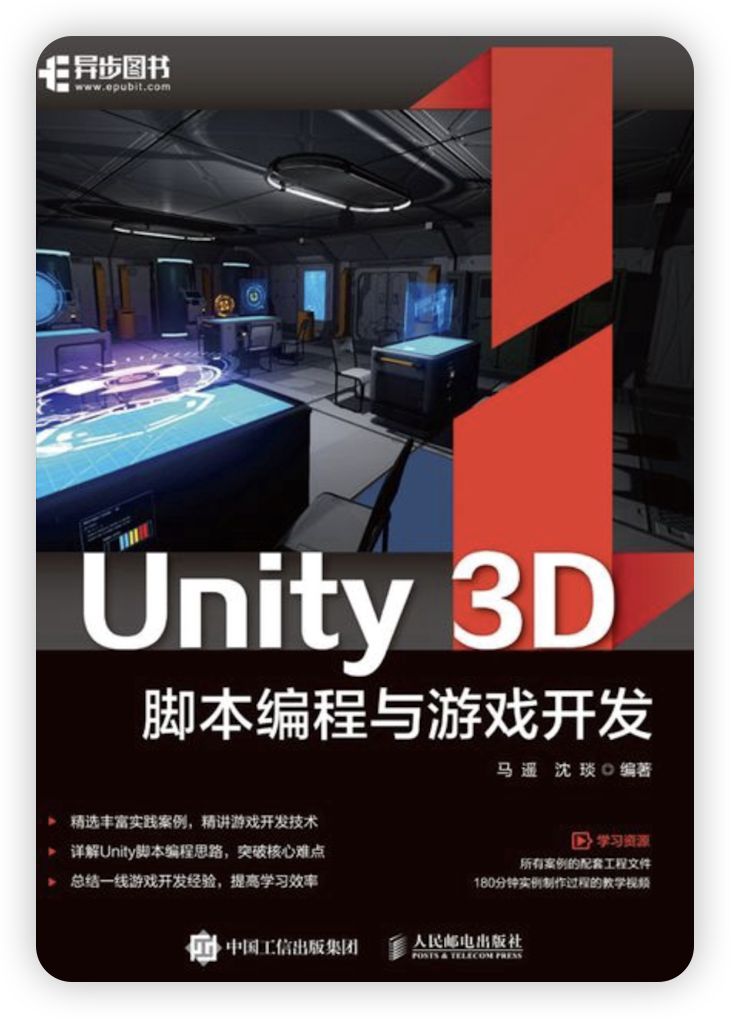 异步图书
www.epubit.com
Unity 3D
脚本编程与游戏开发
马遥 沈琰 编著
精选丰富实践案例，精讲游戏开发技术
详解Unity脚本编程思路，突破核心难点
总结一线游戏开发经验，提高学习效率
学习资源
所有案例的配套工程文件
180分钟实例制作过程的教学视频
中国工信出版集团
人民邮电出版社
POSTS & TELECOM PRESS